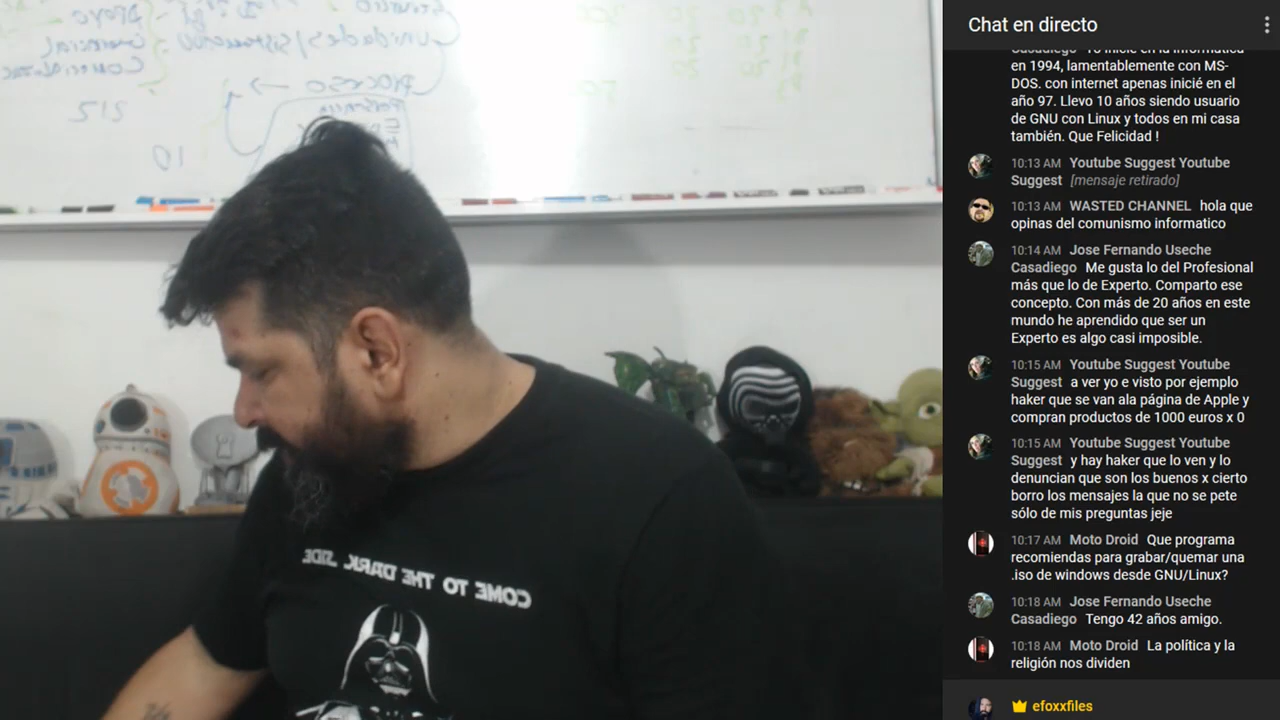 Chat en directo
Casadiego Yo inicié en la informática
en 1994, lamentablemente con MS-
DOS. con internet apenas inicié en el
año 97. Llevo 10 años siendo usuario
de GNU con Linux y todos en mi casa
también. Que Felicidad !
10:13 AM Youtube Suggest Youtube
Suggest [mensaje retirado]
10:13 AM WASTED CHANNEL hola que
opinas del comunismo informatico
10:14 AM Jose Fernando Useche
Casadiego Me gusta lo del Profesional
más que lo de Experto. Comparto ese
concepto. Con más de 20 años en este
mundo he aprendido que ser un
Experto es algo casi imposible.
10:15 AM Youtube Suggest Youtube
Suggest a ver yo e visto por ejemplo
haker que se van ala página de Apple y
compran productos de 1000 euros x 0
10:15 AM Youtube Suggest Youtube
Suggest y hay haker que lo ven y lo
denuncian que son los buenos x cierto
borro los mensajes la que no se pete
sólo de mis preguntas jeje
10:17 AM Moto Droid Que programa
recomiendas para grabar/quemar una
.iso de windows desde GNU/Linux?
10:18 AM Jose Fernando Useche
Casadiego Tengo 42 años amigo.
10:18 AM Moto Droid La política y la
religión nos dividen
efoxxfiles
proceso
212
10
COME TO THE DARK SIDE